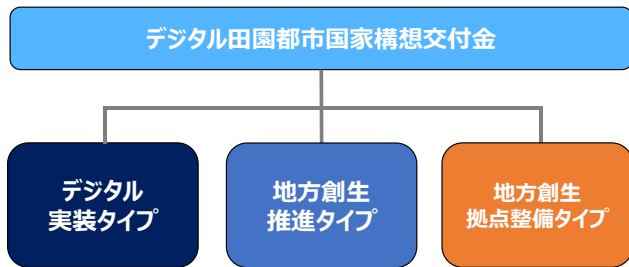 デジタル田園都市国家構想交付金
デジタル
実装タイプ
地方創生
推進タイプ
地方創生
拠点整備タイプ